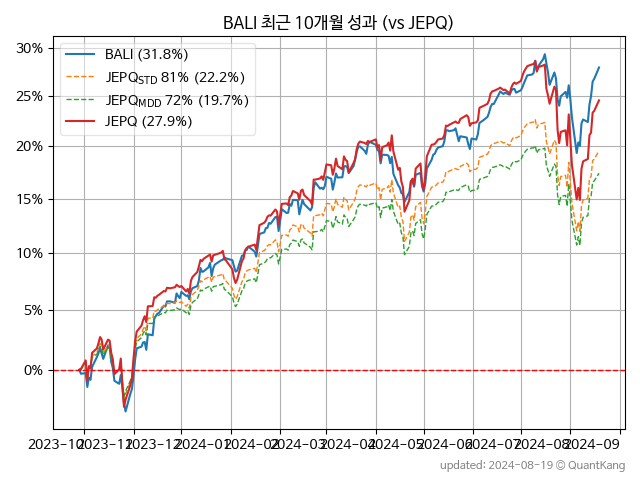 BALI 최근 10개월 성과 (vs JEPQ)
BALI (31.8%)
JEPQSTD 81% (22.2%)
JEPQMDD 72% (19.7%)
JEPQ (27.9%)
30%
25%
20%
15%
10%
5%
0%
2023-10 2023-11 2023-12 2024-01 2024-02 2024-03 2024-04 2024-05 2024-06 2024-07 2024-08 2024-09
updated: 2024-08-19 @ QuantKang